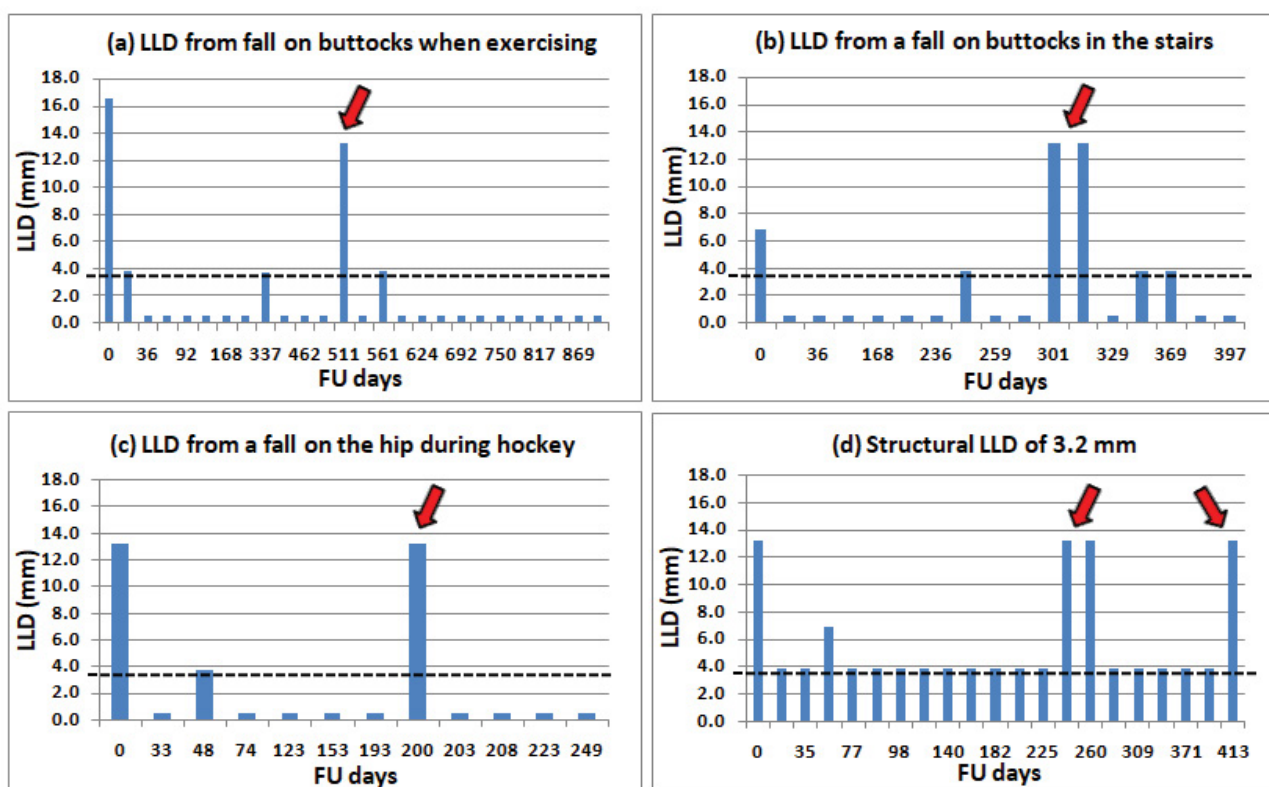 (a) LLD from fall on buttocks when exercising
18.0
16.0
14.0
12.0
10.0
8.0
6.0
4.0
2.0
0.0
LLD (mm)
0 36 92 168 337 462 511 561 624 692 750 817 869
FU days
(b) LLD from a fall on buttocks in the stairs
18.0
16.0
14.0
12.0
10.0
8.0
6.0
4.0
2.0
0.0
LLD (mm)
0 36 168 236 259 301 329 369 397
FU days
(c) LLD from a fall on the hip during hockey
18.0
16.0
14.0
12.0
10.0
8.0
6.0
4.0
2.0
0.0
LLD (mm)
0 33 48 74 123 153 193 200 203 208 223 249
FU days
(d) Structural LLD of 3.2 mm
18.0
16.0
14.0
12.0
10.0
8.0
6.0
4.0
2.0
0.0
LLD (mm)
0 35 77 98 140 182 225 260 309 371 413
FU days